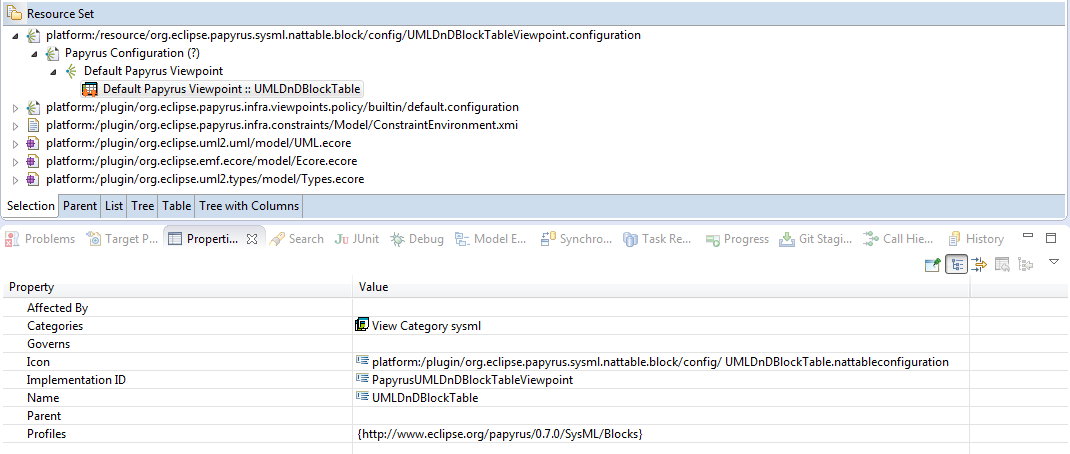 Resource Set
platform:/resource/org.eclipse.papyrus.sysml.nattable.block/config/UMLDnDBlockTableViewpoint.configuration
Papyrus Configuration (?)
Default Papyrus Viewpoint
Default Papyrus Viewpoint :: UMLDnDBlockTable
platform:/plugin/org.eclipse.papyrus.infra.viewpoints.policy/builtin/default.configuration
platform:/plugin/org.eclipse.papyrus.infra.constraints/Model/ConstraintEnvironment.xmi
platform:/plugin/org.eclipse.uml2.uml/model/UML.ecore
platform:/plugin/org.eclipse.emf.ecore/model/Ecore.ecore
platform:/plugin/org.eclipse.uml2.types/model/Types.ecore
Selection Parent List Tree Table Tree with Columns
Problems Target P... Properti... Search Ju JUnit Debug Model E... Synchro... Task Re... Progress Git Stagi... Call Hie... History
Property Value
Affected By
Categories View Category sysml
Governs
Icon platform:/plugin/org.eclipse.papyrus.sysml.nattable.block/config/ UMLDnDBlockTable.nattableconfiguration
Implementation ID PapyrusUMLDnDBlockTableViewpoint
Name UMLDnDBlockTable
Parent
Profiles {http://www.eclipse.org/papyrus/0.7.0/SysML/Blocks}